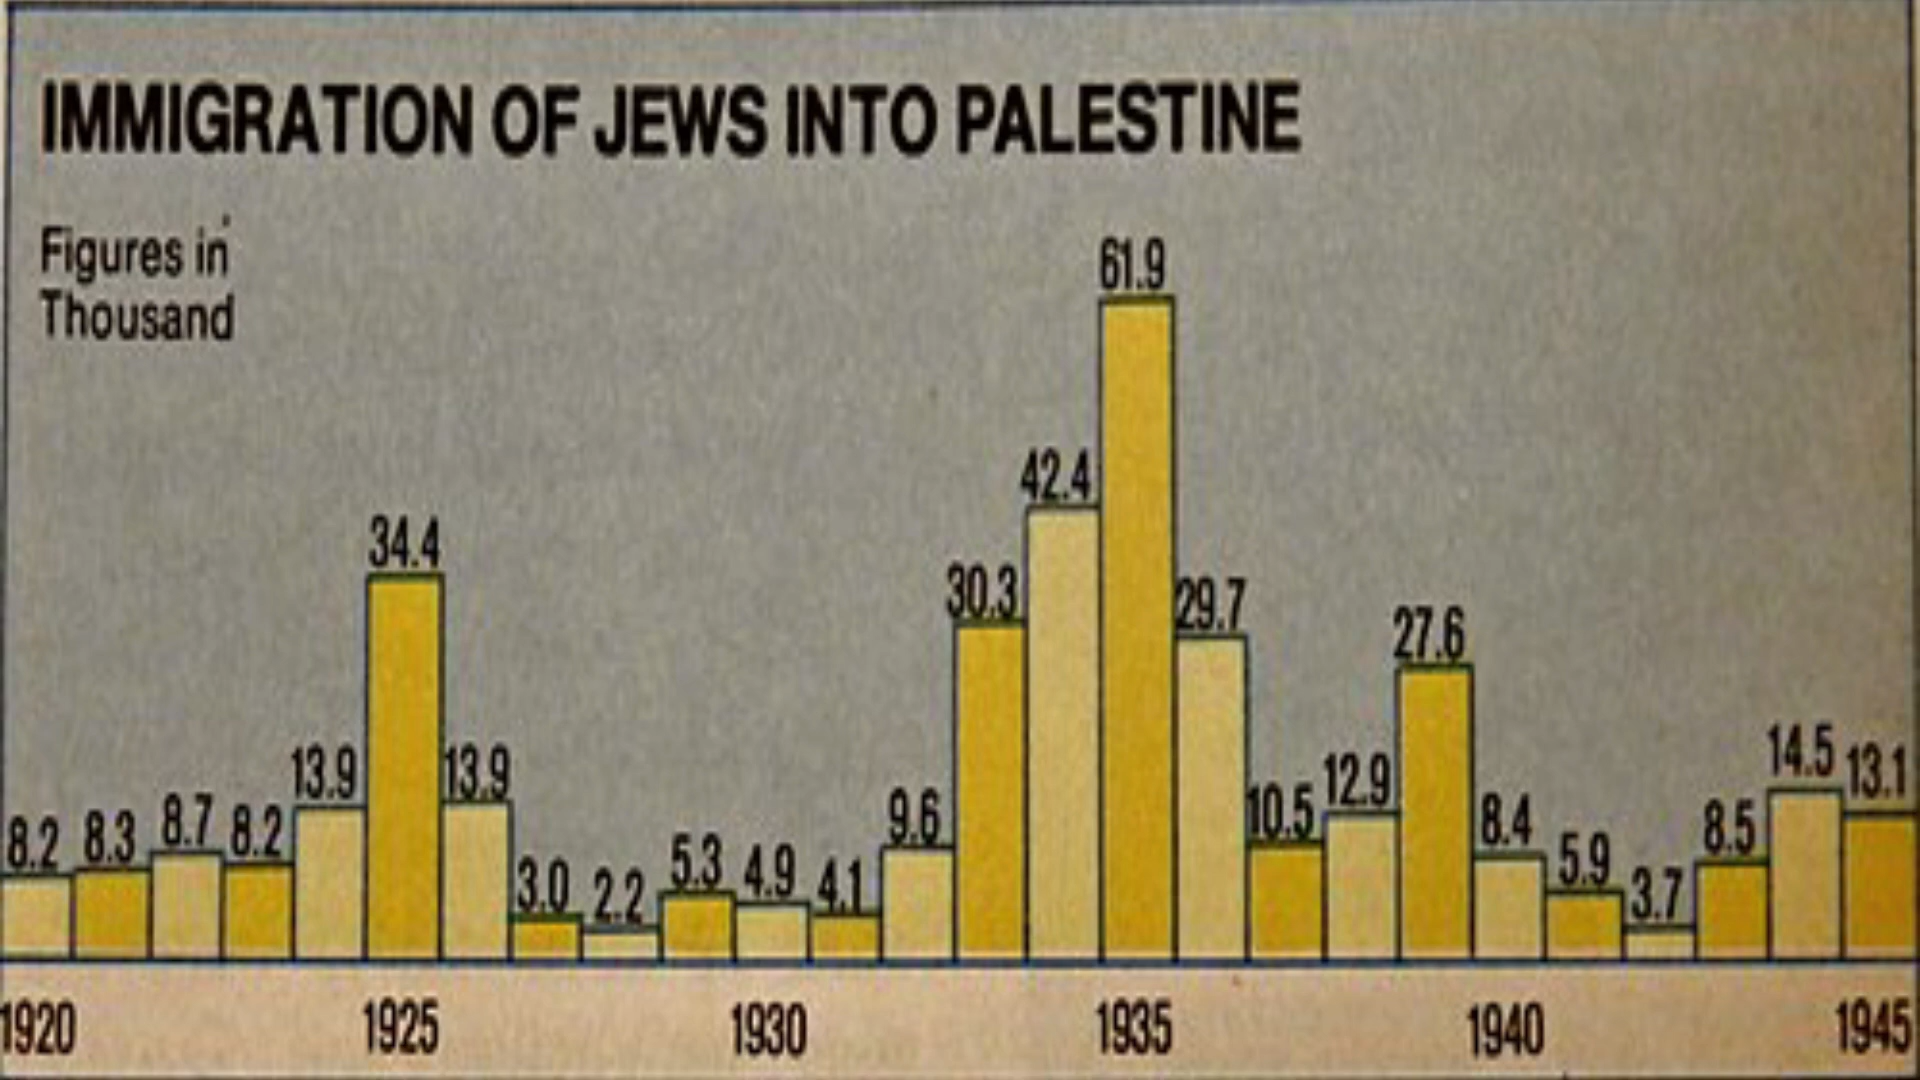 IMMIGRATION OF JEWS INTO PALESTINE
Figures in
Thousand
8.2 8.3 8.7 8.2 13.9 34.4 13.9 3.0 2.2 5.3 4.9 4.1 9.6 30.3 42.4 61.9 29.7 10.5 12.9 27.6 8.4 5.9 3.7 8.5 14.5 13.1
1920 1925 1930 1935 1940 1945